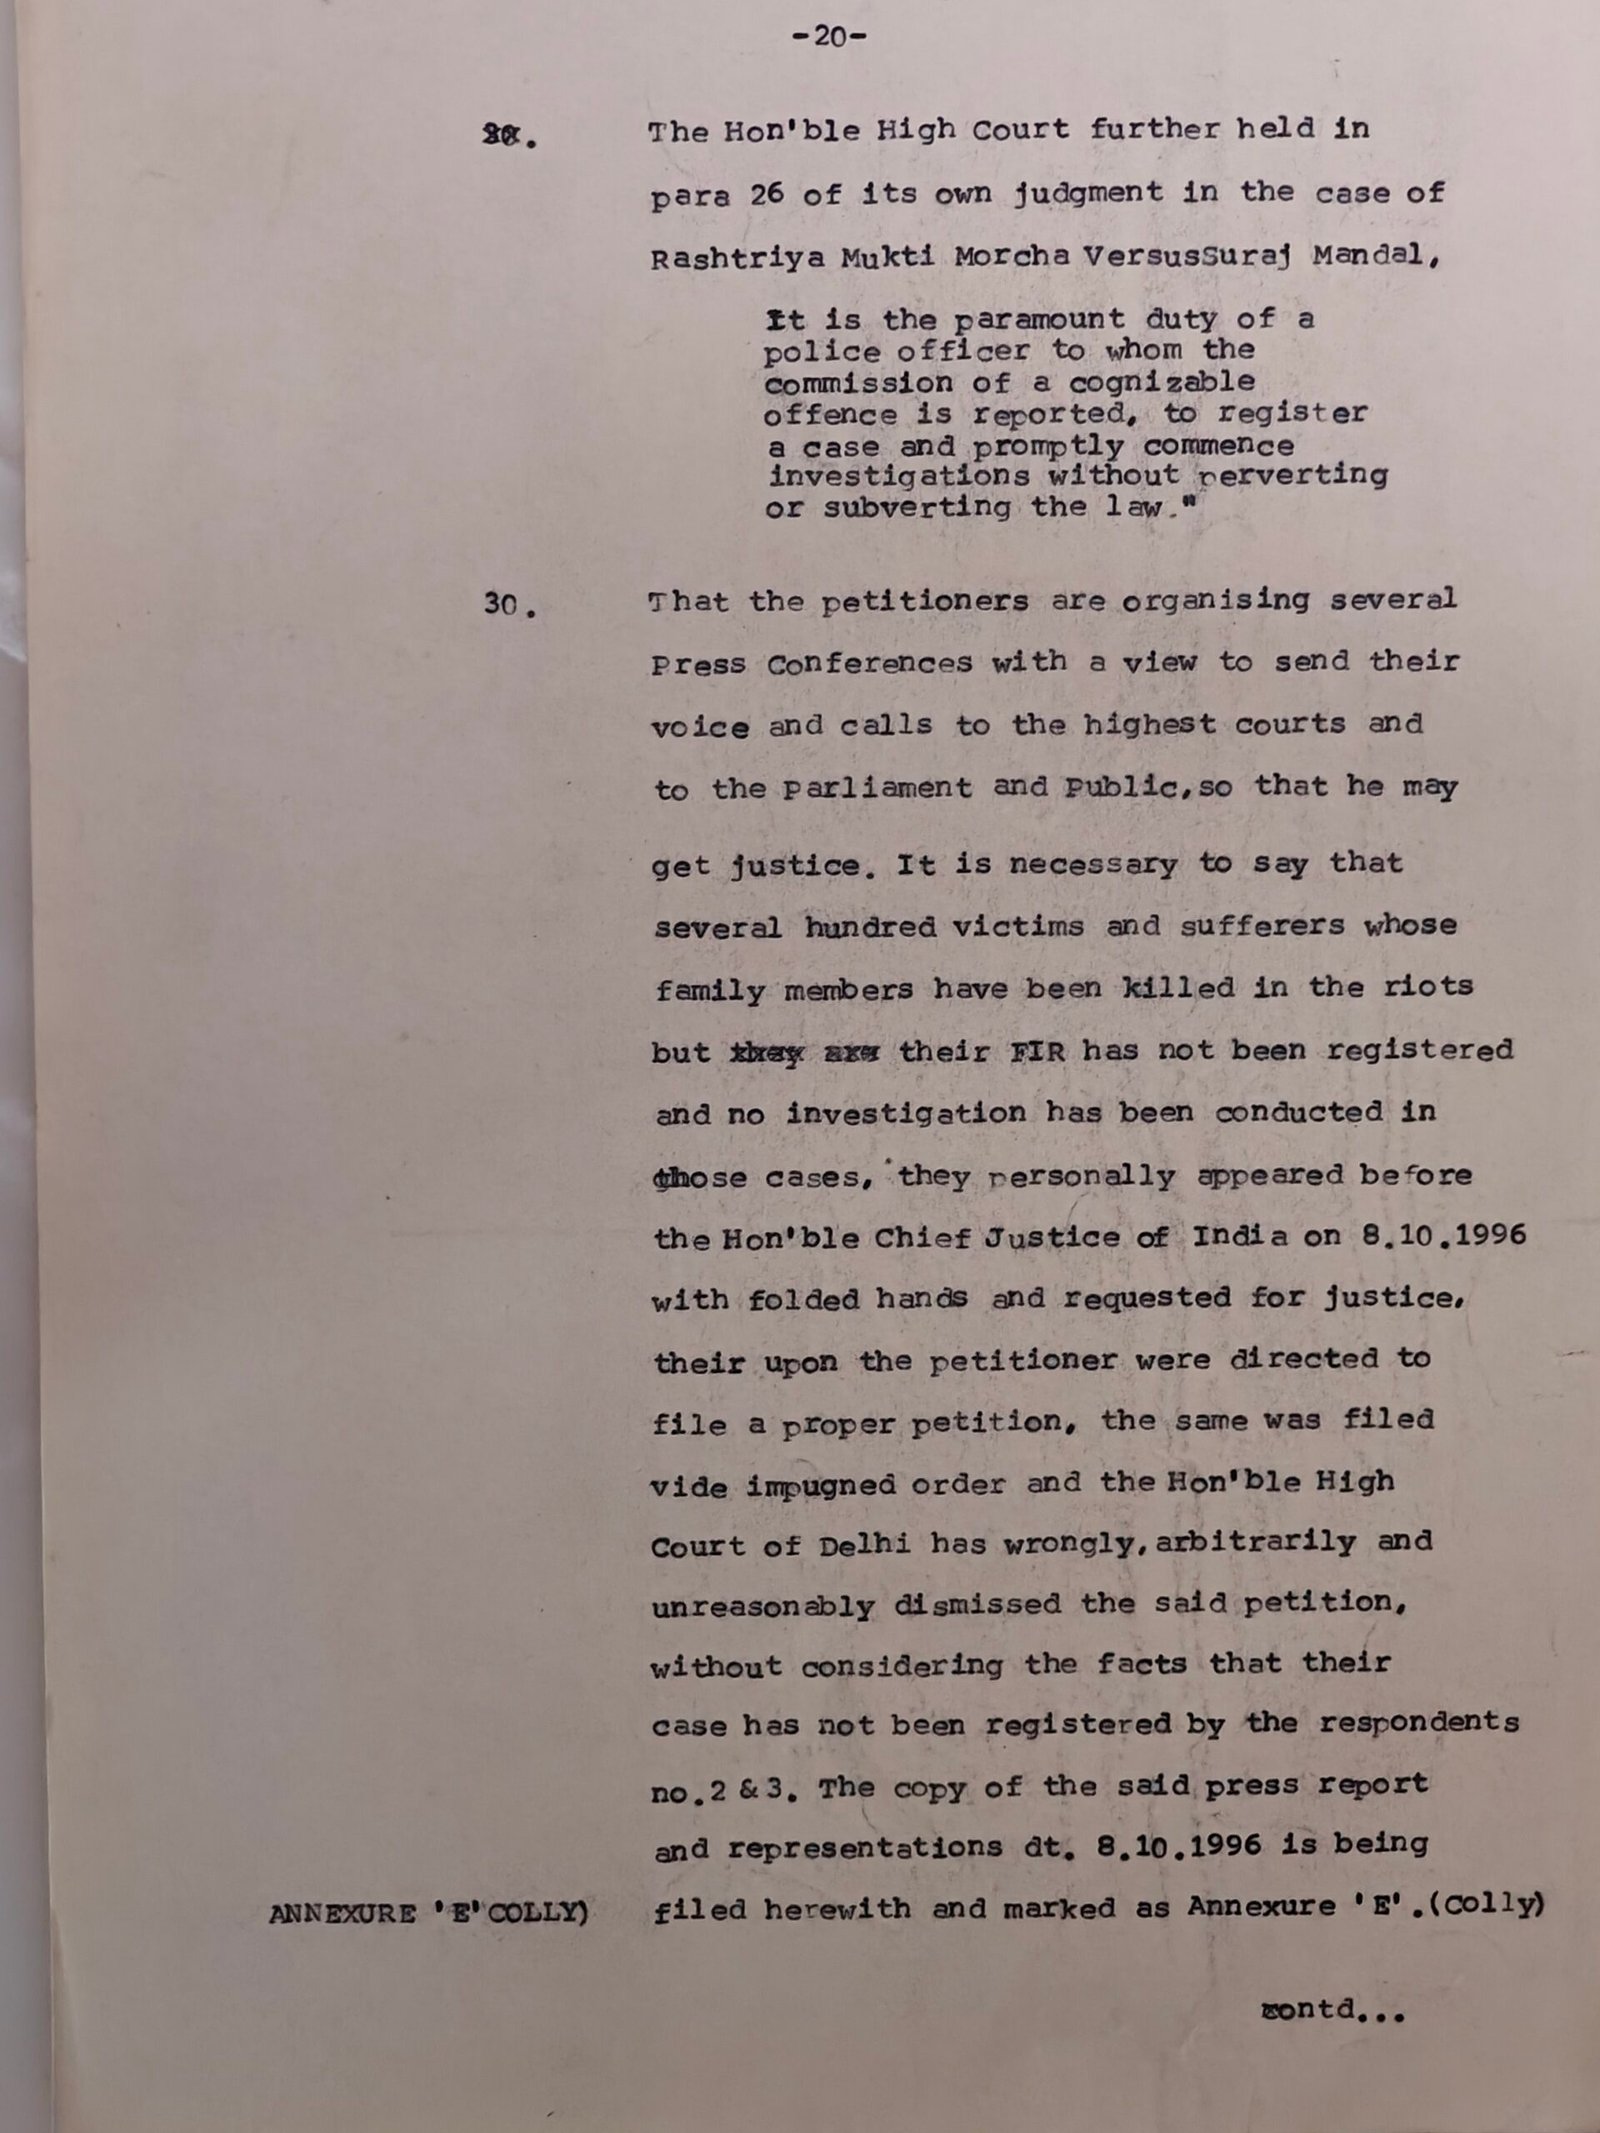 -20-
The Hon'ble High Court further held in
para 26 of its own judgment in the case of
Rashtriya Mukti Morcha VersusSuraj Mandal,
It is the paramount duty of a
police officer to whom the
commission of a cognizable
offence is reported, to register
a case and promptly commence
investigations without perverting
or subverting the law."
30. That the petitioners are organising several
Press Conferences with a view to send their
voice and calls to the highest courts and
to the Parliament and Public,so that he may
get justice. It is necessary to say that
several hundred victims and sufferers whose
family members have been killed in the riots
but they are their FIR has not been registered
and no investigation has been conducted in
those cases, they personally appeared before
the Hon'ble Chief Justice of India on 8.10.1996
with folded hands and requested for justice,
their upon the petitioner were directed to
file a proper petition, the same was filed
vide impugned order and the Hon'ble High
Court of Delhi has wrongly,arbitrarily and
unreasonably dismissed the said petition,
without considering the facts that their
case has not been registered by the respondents
no.2 &3. The copy of the said press report
and representations dt. 8.10.1996 is being
ANNEXURE 'E'COLLY) filed herewith and marked as Annexure 'E'.(Colly)
contd...